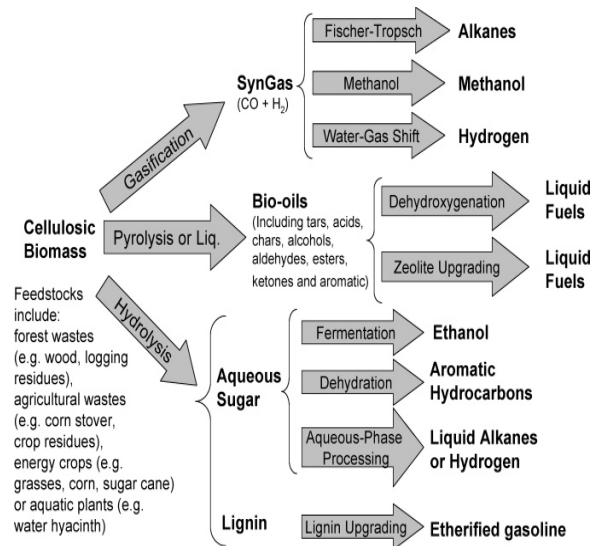 Fischer-Tropsch
Alkanes
SynGas
(CO + H₂)
Methanol
Methanol
Water-Gas Shift
Hydrogen
Gasification
Cellulosic
Biomass
Pyrolysis or Liq.
Bio-oils
(Including tars, acids,
chars, alcohols,
aldehydes, esters,
ketones and aromatic)
Dehydroxygenation
Liquid
Fuels
Zeolite Upgrading
Liquid
Fuels
Hydrolysis
Feedstocks
include:
forest wastes
(e.g. wood, logging
residues),
agricultural wastes
(e.g. corn stover,
crop residues),
energy crops (e.g.
grasses, corn, sugar cane)
or aquatic plants (e.g.
water hyacinth)
Aqueous
Sugar
Fermentation
Ethanol
Dehydration
Aromatic
Hydrocarbons
Aqueous-Phase
Processing
Liquid Alkanes
or Hydrogen
Lignin
Lignin Upgrading
Etherified gasoline